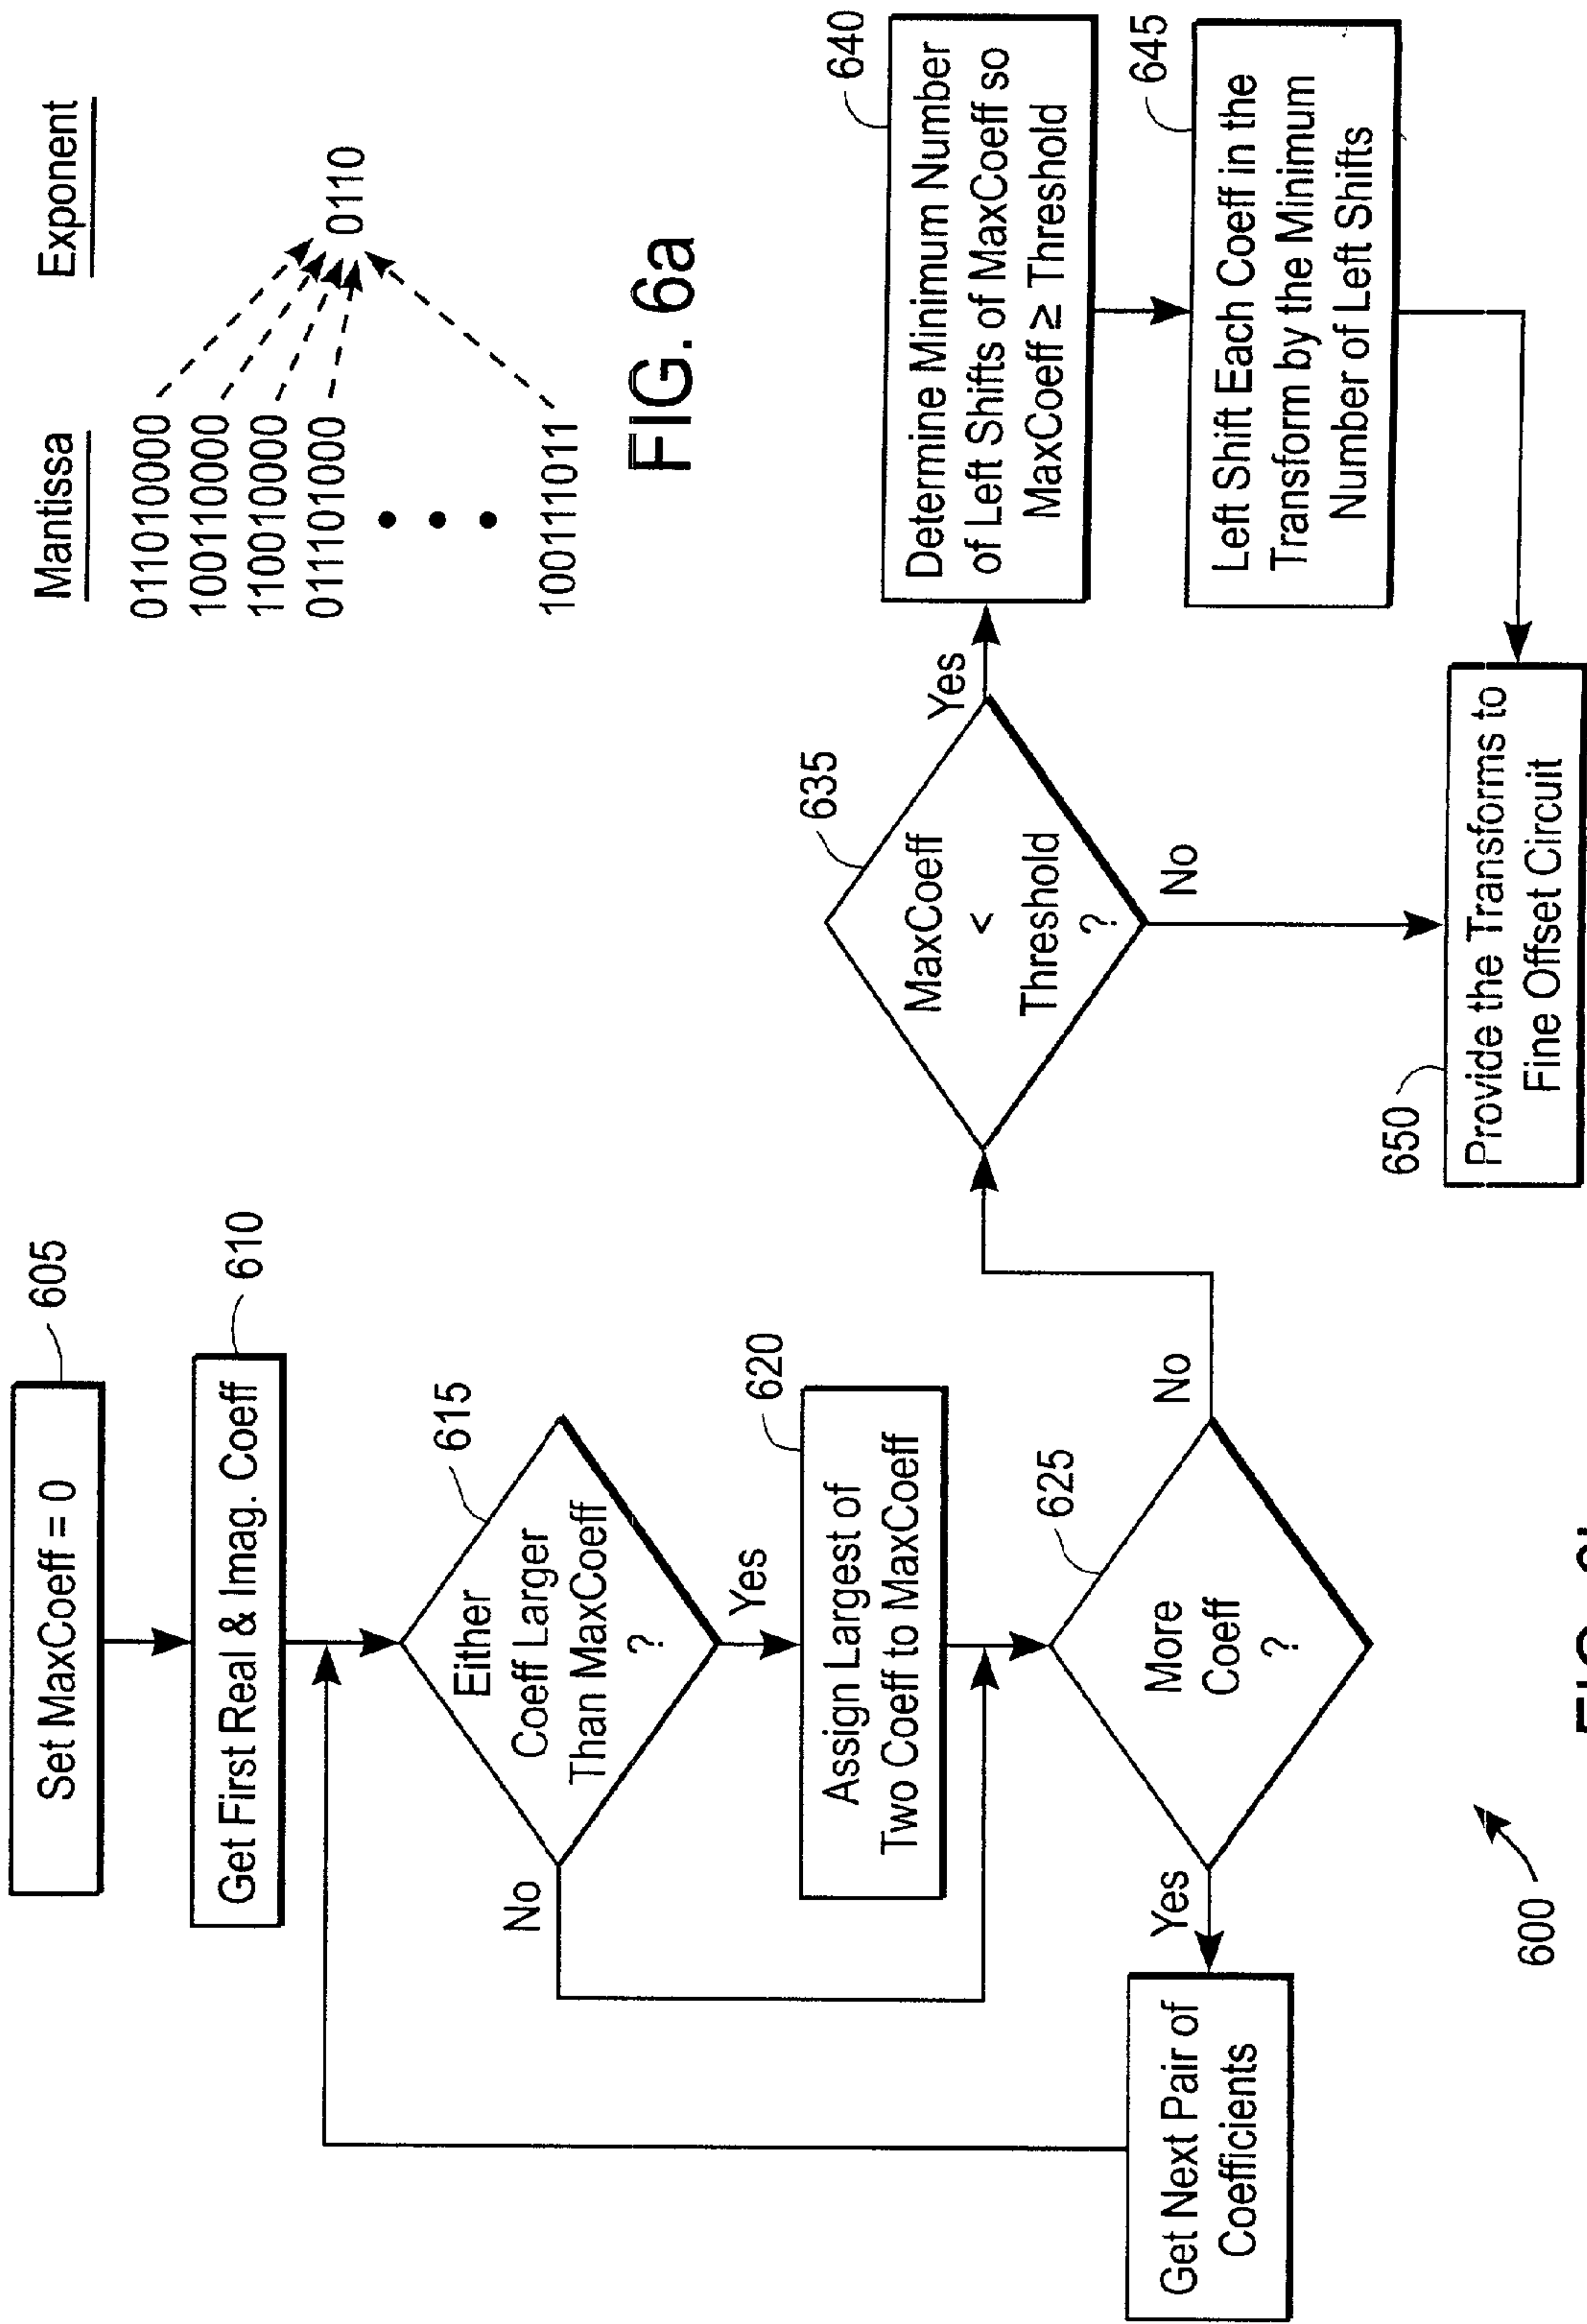 Mantissa
Exponent
011010000
100110000
110010000
011101000
100111011
0110
FIG. 6a
605
Set MaxCoeff = 0
610
Get First Real & Imag. Coeff
615
Either
Coeff Larger
Than MaxCoeff
?
No
Yes
620
Assign Largest of
Two Coeff to MaxCoeff
625
More
Coeff
?
Yes
No
Get Next Pair of
Coefficients
635
MaxCoeff
<
Threshold
?
Yes
No
640
Determine Minimum Number
of Left Shifts of MaxCoeff so
MaxCoeff ≥ Threshold
645
Left Shift Each Coeff in the
Transform by the Minimum
Number of Left Shifts
650
Provide the Transforms to
Fine Offset Circuit
600